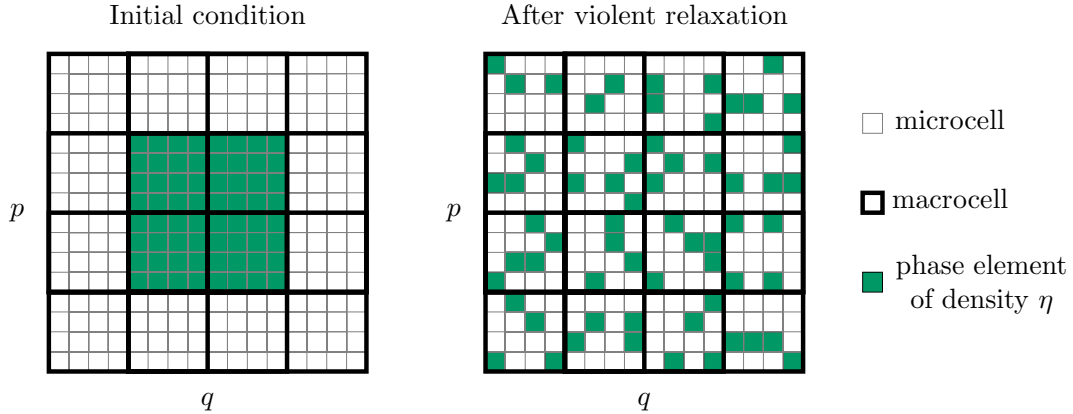 Initial condition
After violent relaxation
p
q
p
q
microcell
macrocell
phase element
of density η